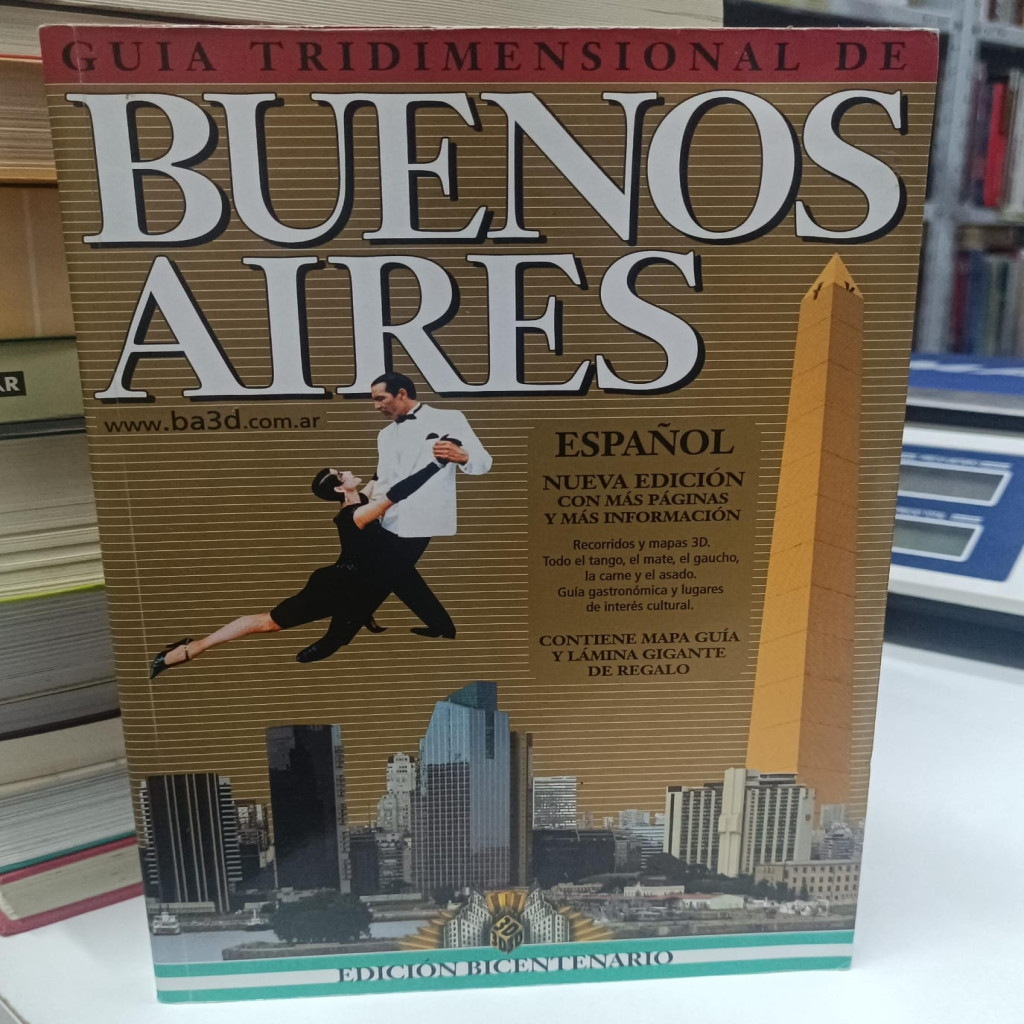 GUIA TRIDIMENSIONAL DE
BUENOS
AIRES
www.ba3d.com.ar
ESPAÑOL
NUEVA EDICIÓN
CON MÁS PÁGINAS
Y MÁS INFORMACIÓN
Recorridos y mapas 3D.
Todo el tango, el mate, el gaucho,
la carne y el asado.
Guía gastronómica y lugares
de interés cultural.
CONTIENE MAPA GUÍA
Y LÁMINA GIGANTE
DE REGALO
3D
EDICIÓN BICENTENARIO
AR